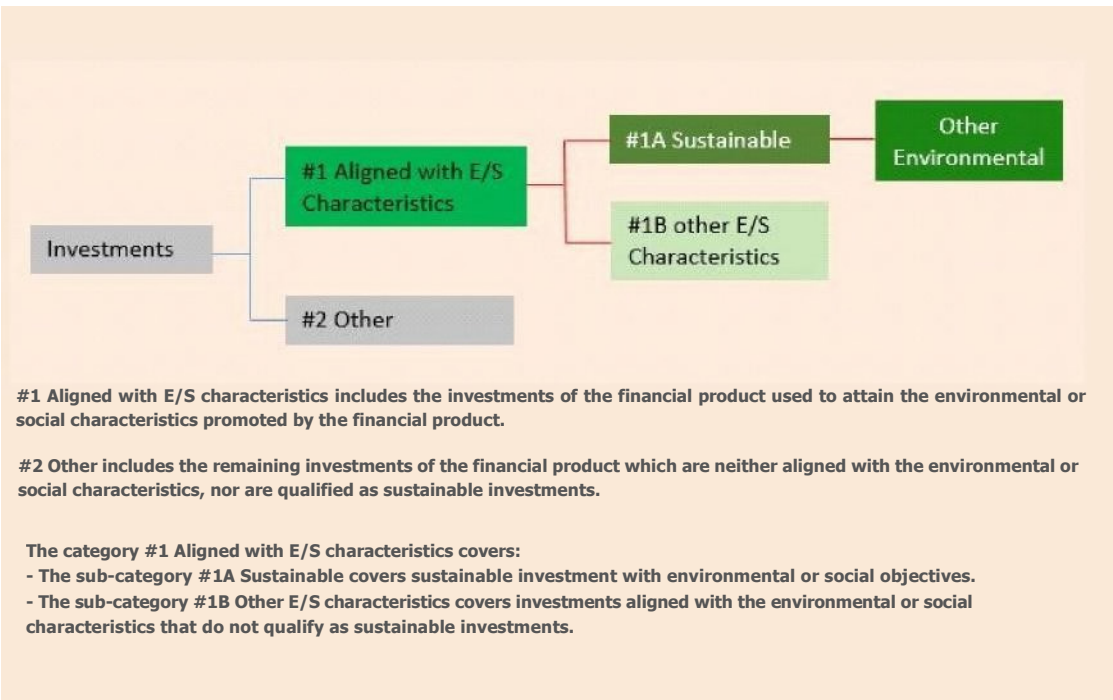 #1A Sustainable
Other
Environmental
#1 Aligned with E/S
Characteristics
#1B other E/S
Characteristics
Investments
#2 Other
#1 Aligned with E/S characteristics includes the investments of the financial product used to attain the environmental or
social characteristics promoted by the financial product.
#2 Other includes the remaining investments of the financial product which are neither aligned with the environmental or
social characteristics, nor are qualified as sustainable investments.
The category #1 Aligned with E/S characteristics covers:
- The sub-category #1A Sustainable covers sustainable investment with environmental or social objectives.
- The sub-category #1B Other E/S characteristics covers investments aligned with the environmental or social
characteristics that do not qualify as sustainable investments.